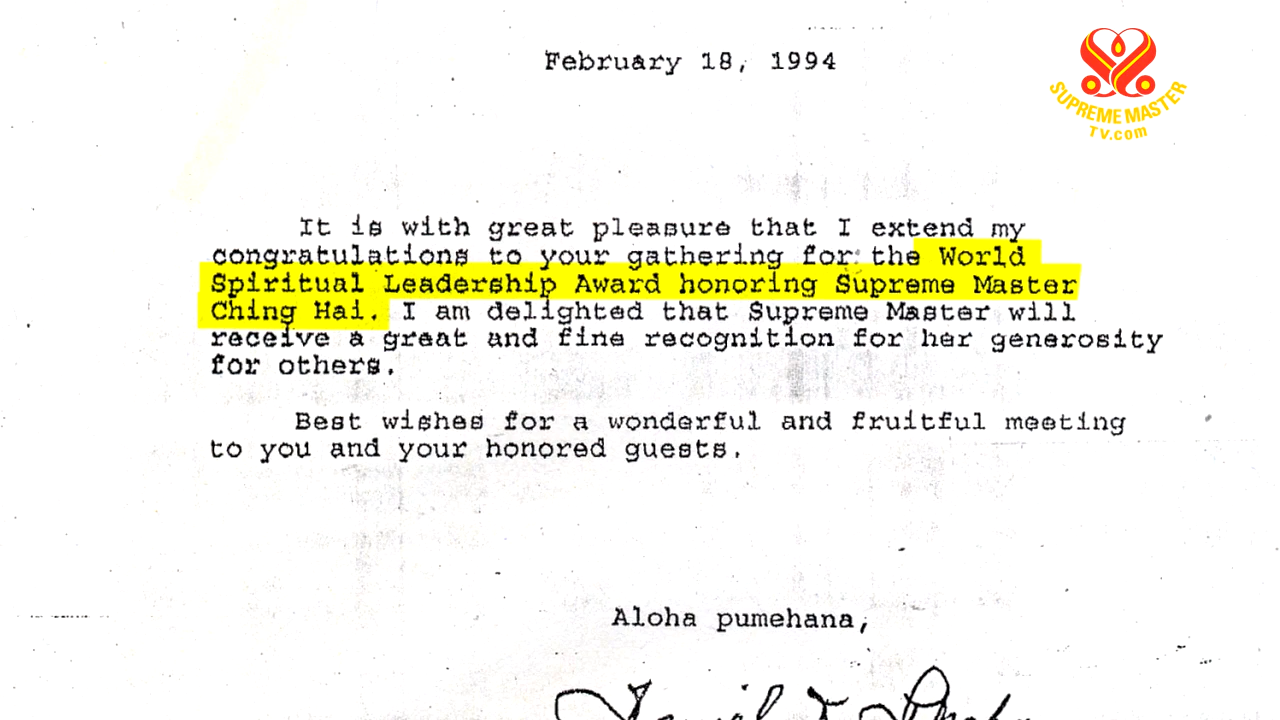 February 18, 1994
SUPREME MASTER
TV.com
It is with great pleasure that I extend my
congratulations to your gathering for the World
Spiritual Leadership Award honoring Supreme Master
Ching Hai. I am delighted that Supreme Master will
receive a great and fine recognition for her generosity
for others.
Best wishes for a wonderful and fruitful meeting
to you and your honored guests.
Aloha pumehana,